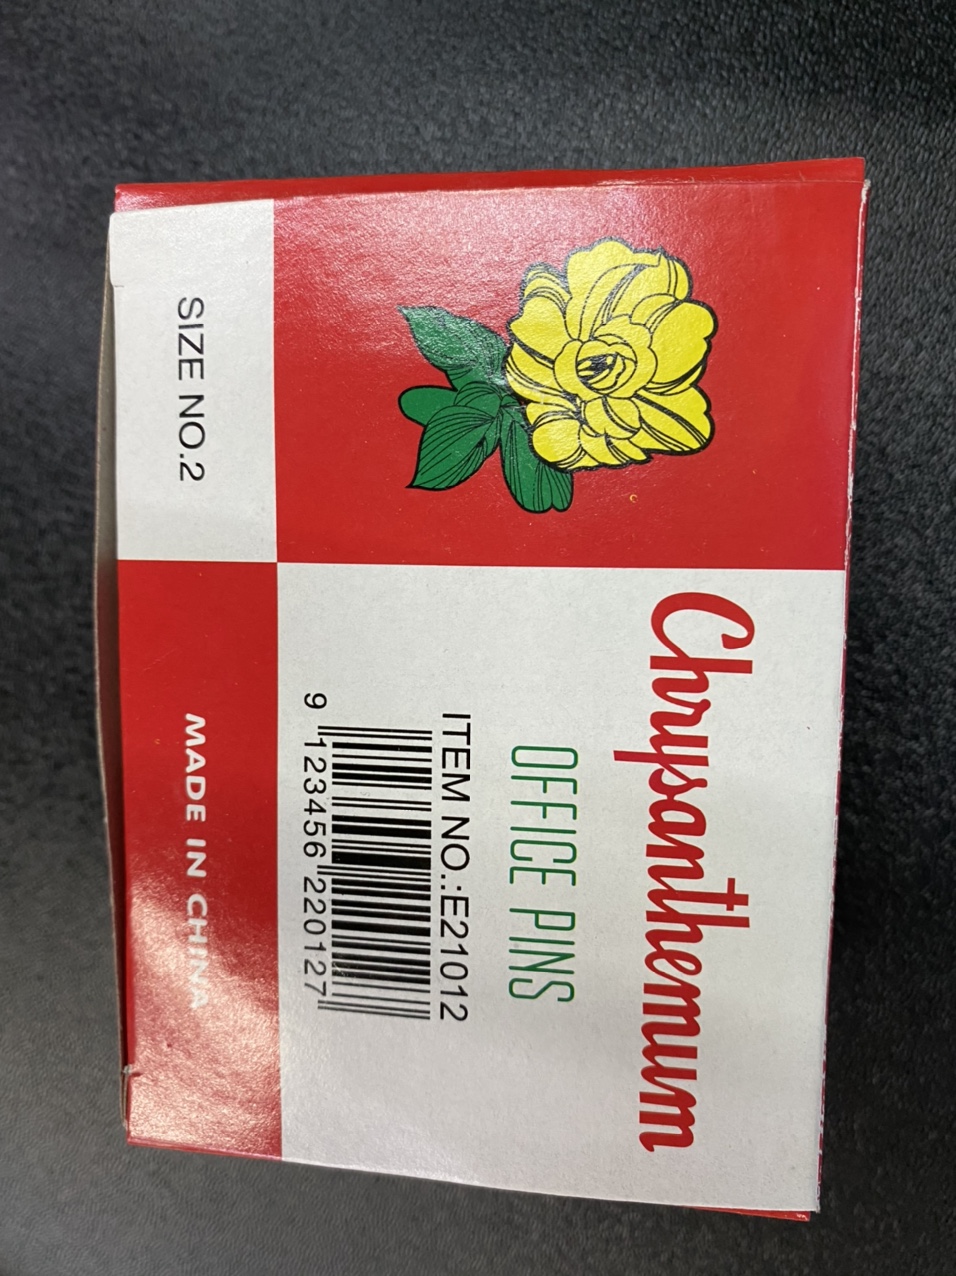 Chrysanthemum
OFFICE PINS
ITEM NO.:E21012
9 123456 220127
SIZE NO.2
MADE IN CHINA